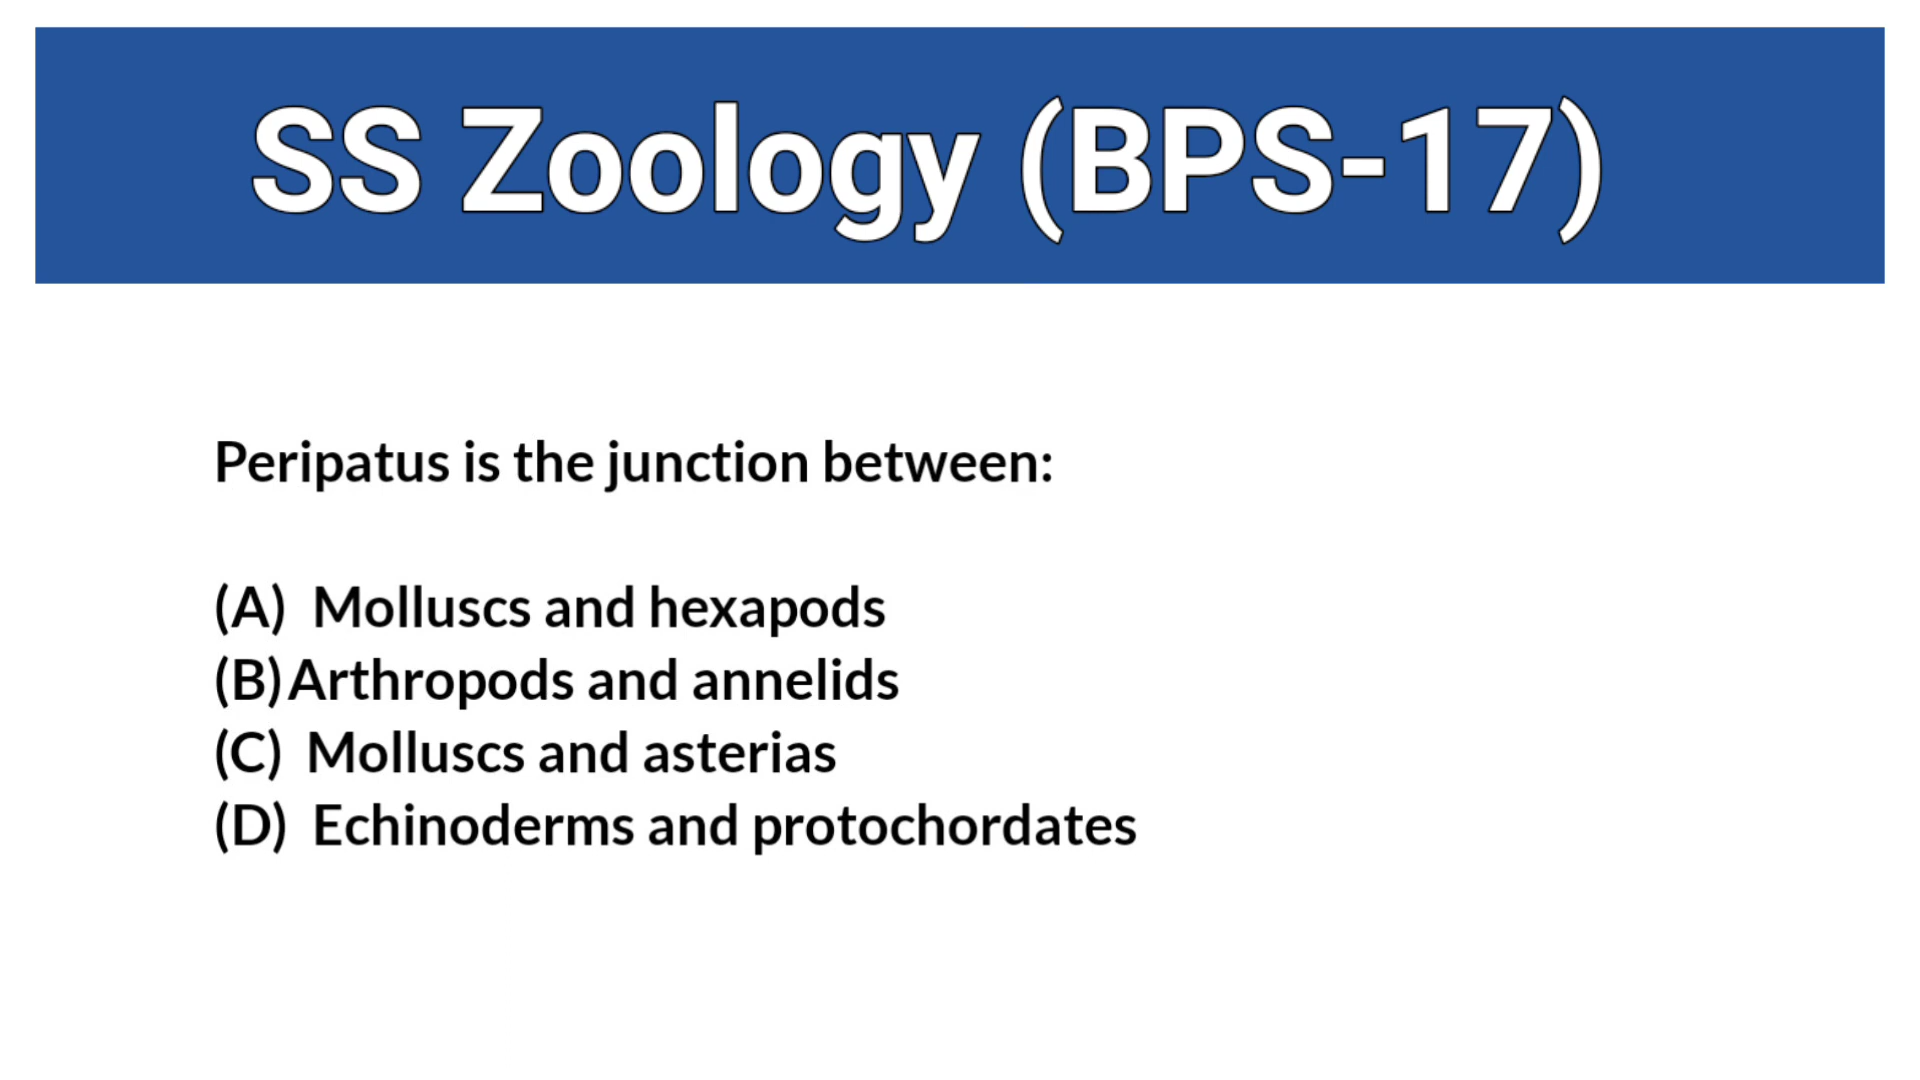 SS Zoology (BPS-17)
Peripatus is the junction between:
(A) Molluscs and hexapods
(B) Arthropods and annelids
(C) Molluscs and asterias
(D) Echinoderms and protochordates